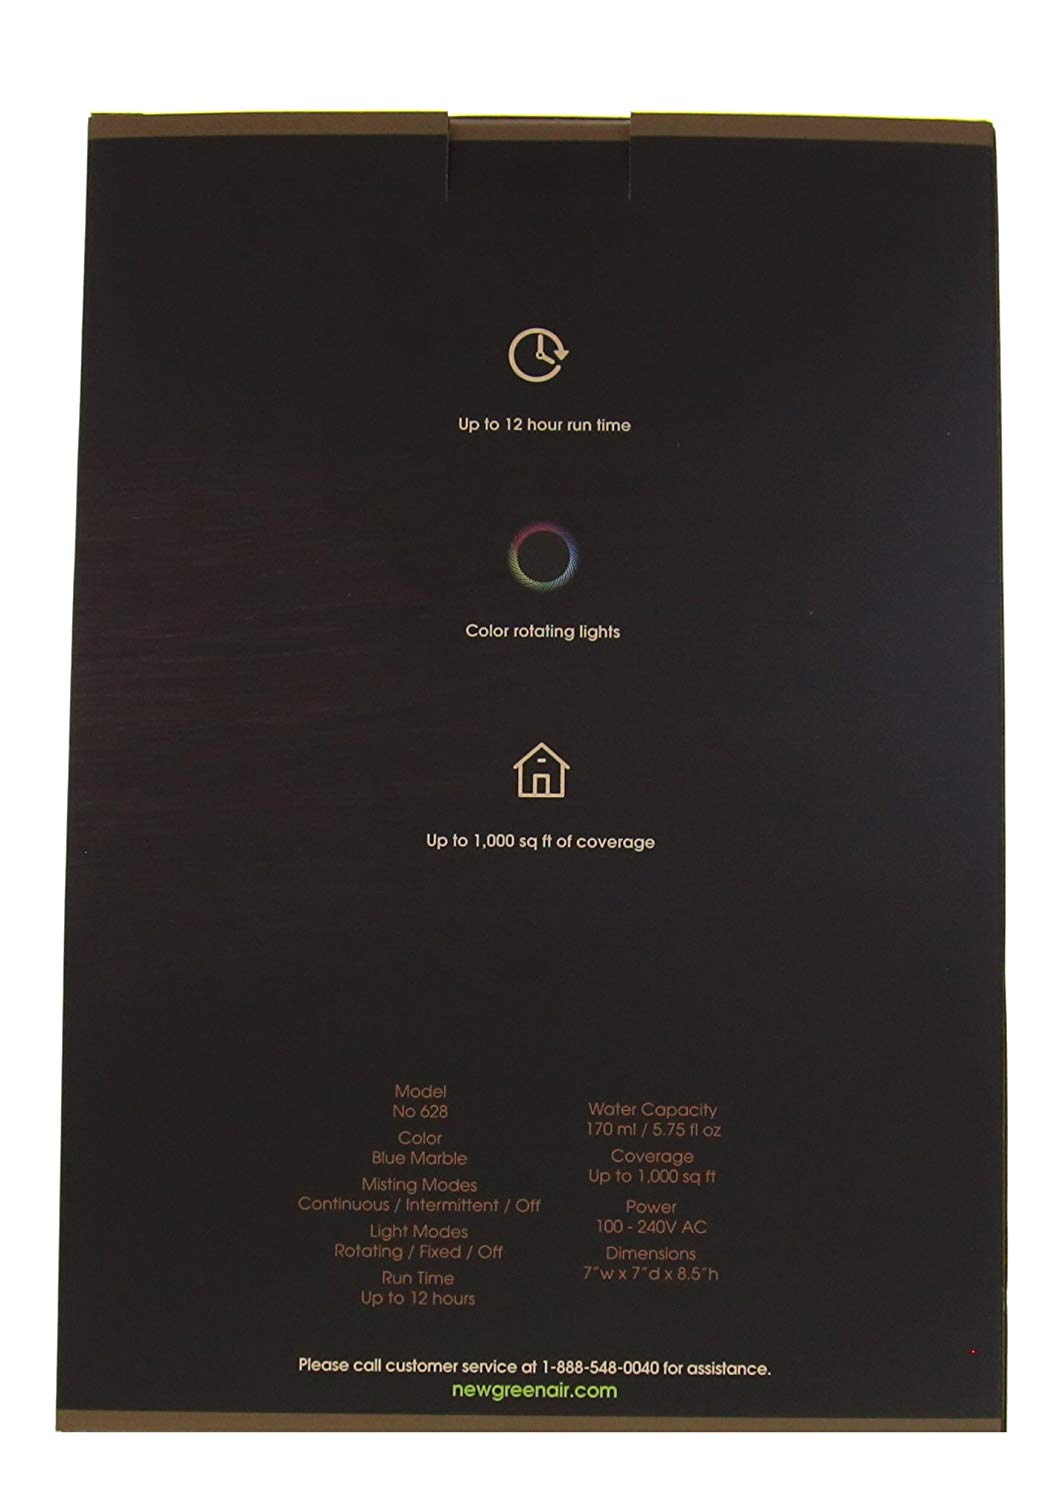 Up to 12 hour run time
Color rotating lights
Up to 1,000 sq ft of coverage
Model
No 628
Color
Blue Marble
Misting Modes
Continuous / Intermittent / Off
Light Modes
Rotating / Fixed / Off
Run Time
Up to 12 hours
Water Capacity
170 ml / 5.75 fl oz
Coverage
Up to 1,000 sq ft
Power
100 - 240V AC
Dimensions
7"w x 7"d x 8.5"h
Please call customer service at 1-888-548-0040 for assistance.
newgreenair.com